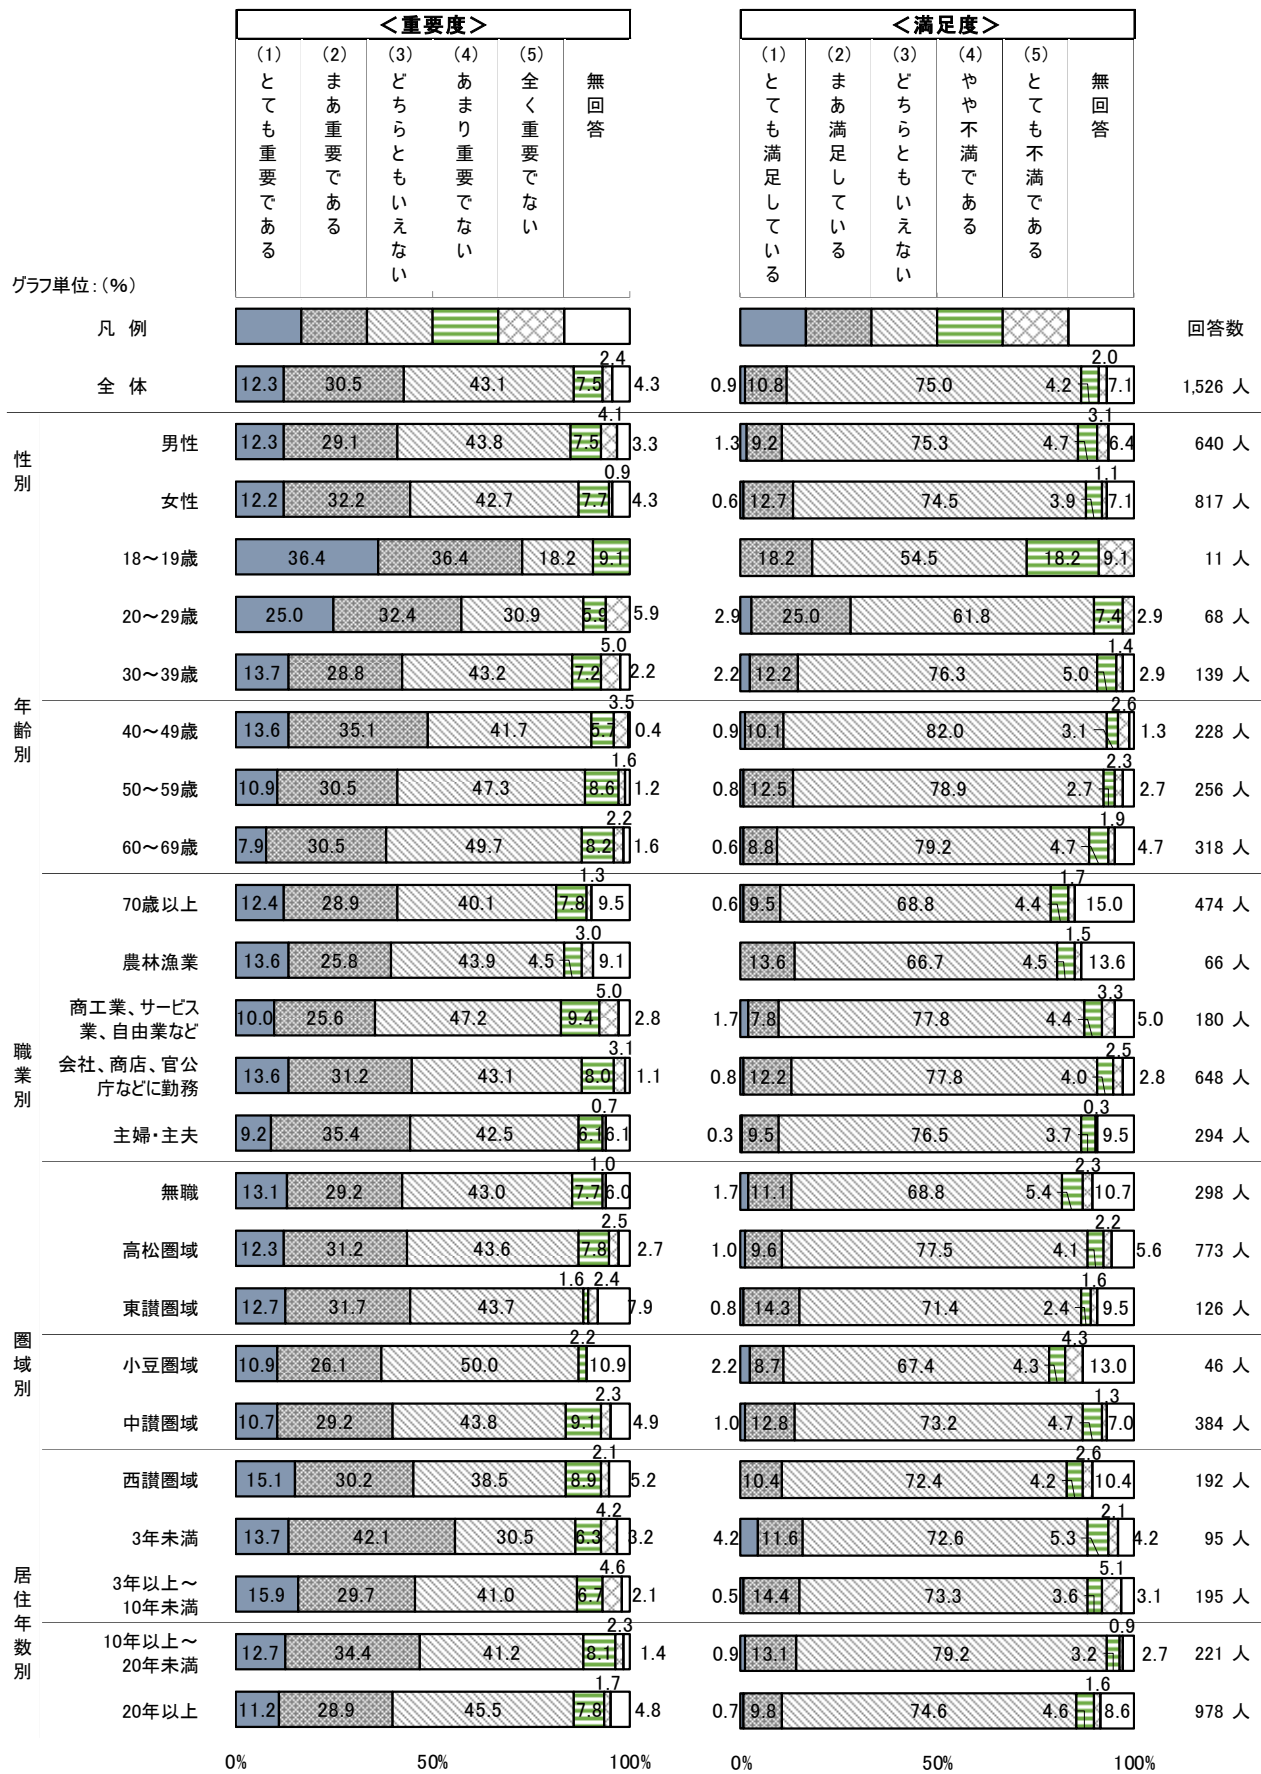 ＜重要度＞ ＜満足度＞
(1) とても重要である
(2) まあ重要である
(3) どちらともいえない
(4) あまり重要でない
(5) 全く重要でない
無回答
(1) とても満足している
(2) まあ満足している
(3) どちらともいえない
(4) やや不満である
(5) とても不満である
無回答
グラフ単位：（％）
凡 例 回答数
全 体 12.3 30.5 43.1 7.5 2.4 4.3 0.9 10.8 75.0 4.2 2.0 7.1 1,526 人
性別
男性 12.3 29.1 43.8 7.5 4.1 3.3 1.3 9.2 75.3 4.7 3.1 6.4 640 人
女性 12.2 32.2 42.7 7.7 0.9 4.3 0.6 12.7 74.5 3.9 1.1 7.1 817 人
年齢別
18～19歳 36.4 36.4 18.2 9.1 18.2 54.5 18.2 9.1 11 人
20～29歳 25.0 32.4 30.9 5.9 5.9 2.9 25.0 61.8 7.4 2.9 68 人
30～39歳 13.7 28.8 43.2 7.2 5.0 2.2 2.2 12.2 76.3 5.0 1.4 2.9 139 人
40～49歳 13.6 35.1 41.7 5.7 3.5 0.4 0.9 10.1 82.0 3.1 2.6 1.3 228 人
50～59歳 10.9 30.5 47.3 8.6 1.6 1.2 0.8 12.5 78.9 2.7 2.3 2.7 256 人
60～69歳 7.9 30.5 49.7 8.2 2.2 1.6 0.6 8.8 79.2 4.7 1.9 4.7 318 人
70歳以上 12.4 28.9 40.1 7.8 1.3 9.5 0.6 9.5 68.8 4.4 1.7 15.0 474 人
職業別
農林漁業 13.6 25.8 43.9 4.5 3.0 9.1 13.6 66.7 4.5 1.5 13.6 66 人
商工業、サービス
業、自由業など 10.0 25.6 47.2 9.4 5.0 2.8 1.7 7.8 77.8 4.4 3.3 5.0 180 人
会社、商店、官公
庁などに勤務 13.6 31.2 43.1 8.0 3.1 1.1 0.8 12.2 77.8 4.0 2.5 2.8 648 人
主婦・主夫 9.2 35.4 42.5 6.1 0.7 6.1 0.3 9.5 76.5 3.7 0.3 9.5 294 人
無職 13.1 29.2 43.0 7.7 1.0 6.0 1.7 11.1 68.8 5.4 2.3 10.7 298 人
圏域別
高松圏域 12.3 31.2 43.6 7.8 2.5 2.7 1.0 9.6 77.5 4.1 2.2 5.6 773 人
東讃圏域 12.7 31.7 43.7 1.6 2.4 7.9 0.8 14.3 71.4 2.4 1.6 9.5 126 人
小豆圏域 10.9 26.1 50.0 2.2 10.9 2.2 8.7 67.4 4.3 4.3 13.0 46 人
中讃圏域 10.7 29.2 43.8 9.1 2.3 4.9 1.0 12.8 73.2 4.7 1.3 7.0 384 人
西讃圏域 15.1 30.2 38.5 8.9 2.1 5.2 10.4 72.4 4.2 2.6 10.4 192 人
居住年数別
3年未満 13.7 42.1 30.5 6.3 4.2 3.2 4.2 11.6 72.6 5.3 2.1 4.2 95 人
3年以上～
10年未満 15.9 29.7 41.0 6.7 4.6 2.1 0.5 14.4 73.3 3.6 5.1 3.1 195 人
10年以上～
20年未満 12.7 34.4 41.2 8.1 2.3 1.4 0.9 13.1 79.2 3.2 0.9 2.7 221 人
20年以上 11.2 28.9 45.5 7.8 1.7 4.8 0.7 9.8 74.6 4.6 1.6 8.6 978 人
0% 50% 100% 0% 50% 100%